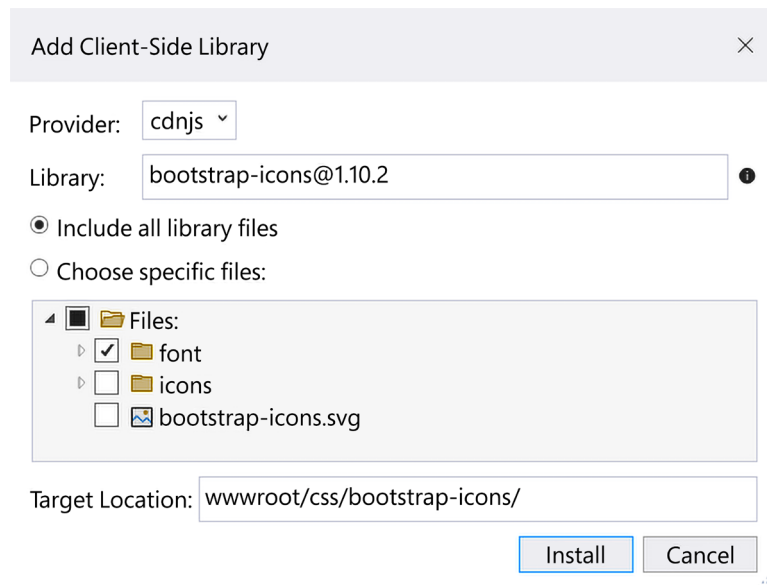 Add Client-Side Library
Provider: cdnjs
Library: bootstrap-icons@1.10.2
Include all library files
Choose specific files:
Files:
font
icons
bootstrap-icons.svg
Target Location: wwwroot/css/bootstrap-icons/
Install Cancel